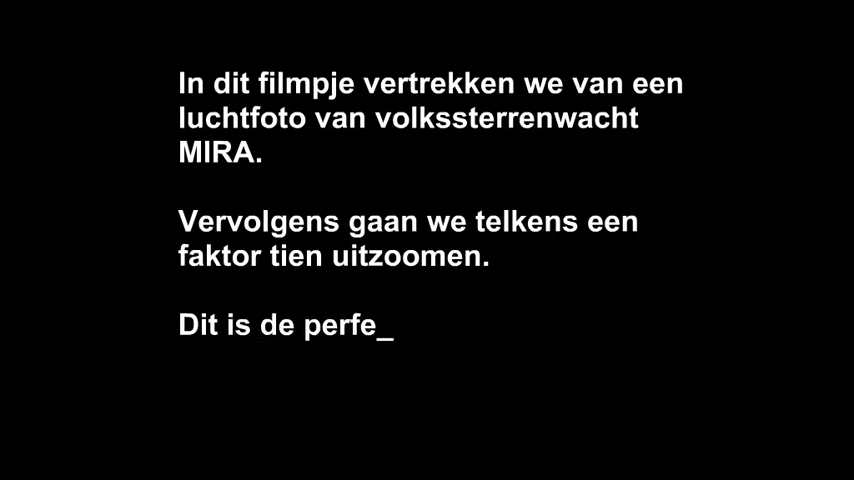 In dit filmpje vertrekken we van een
luchtfoto van volkssterrenwacht
MIRA.
Vervolgens gaan we telkens een
faktor tien uitzoomen.
Dit is de perfe_